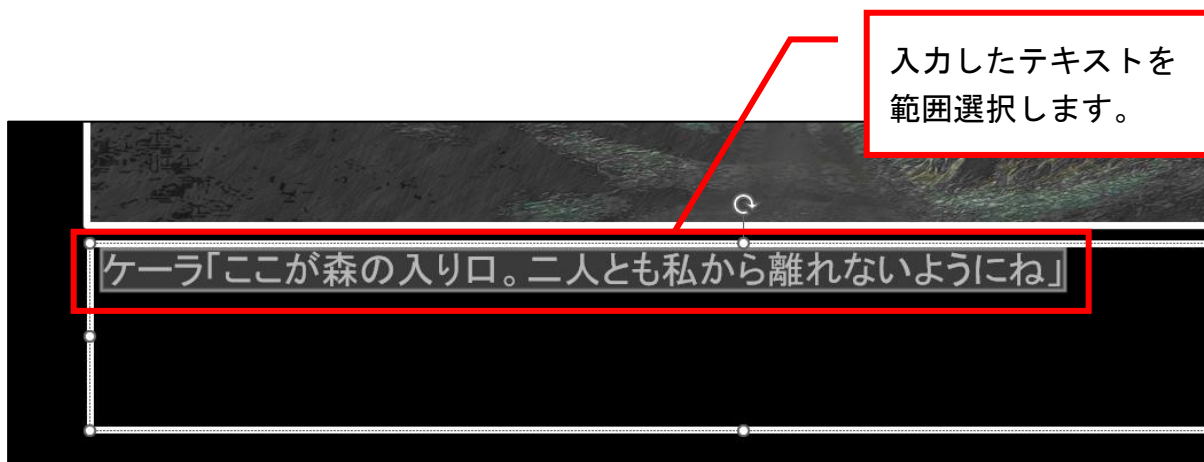 入力したテキストを
範囲選択します。
ケーラ「ここが森の入り口。二人とも私から離れないようにね」